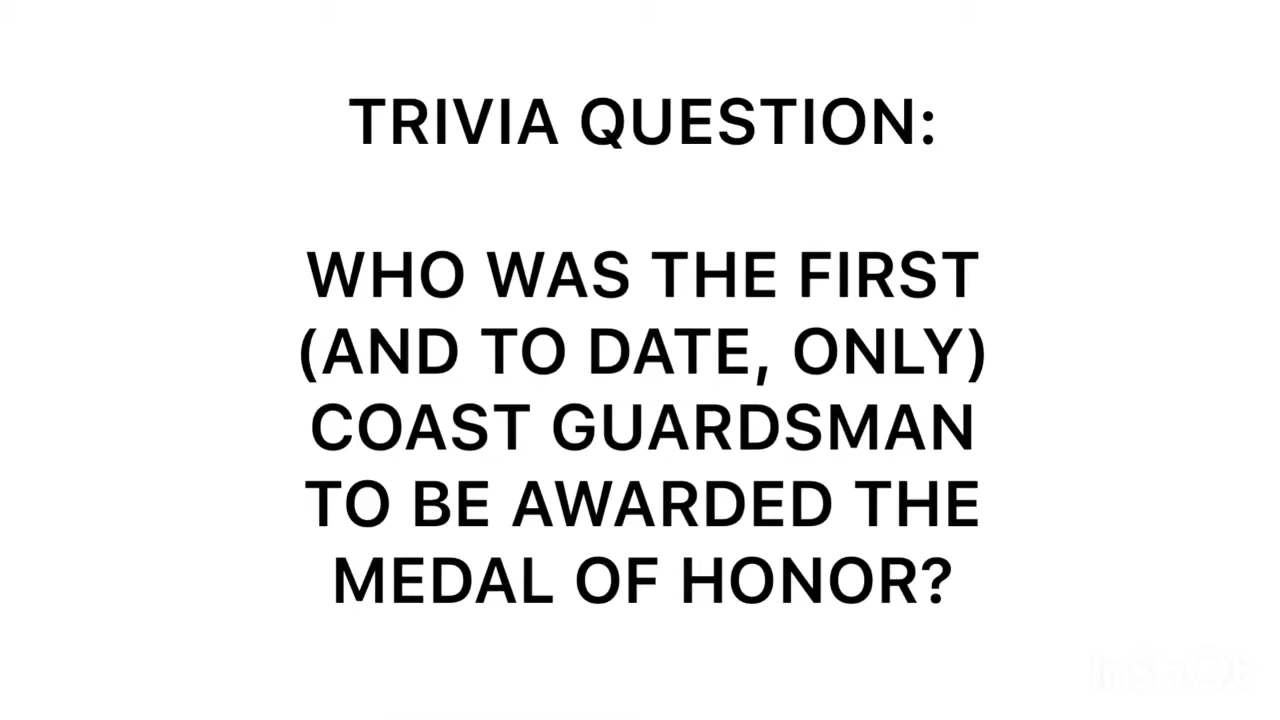 TRIVIA QUESTION:
WHO WAS THE FIRST
(AND TO DATE, ONLY)
COAST GUARDSMAN
TO BE AWARDED THE
MEDAL OF HONOR?